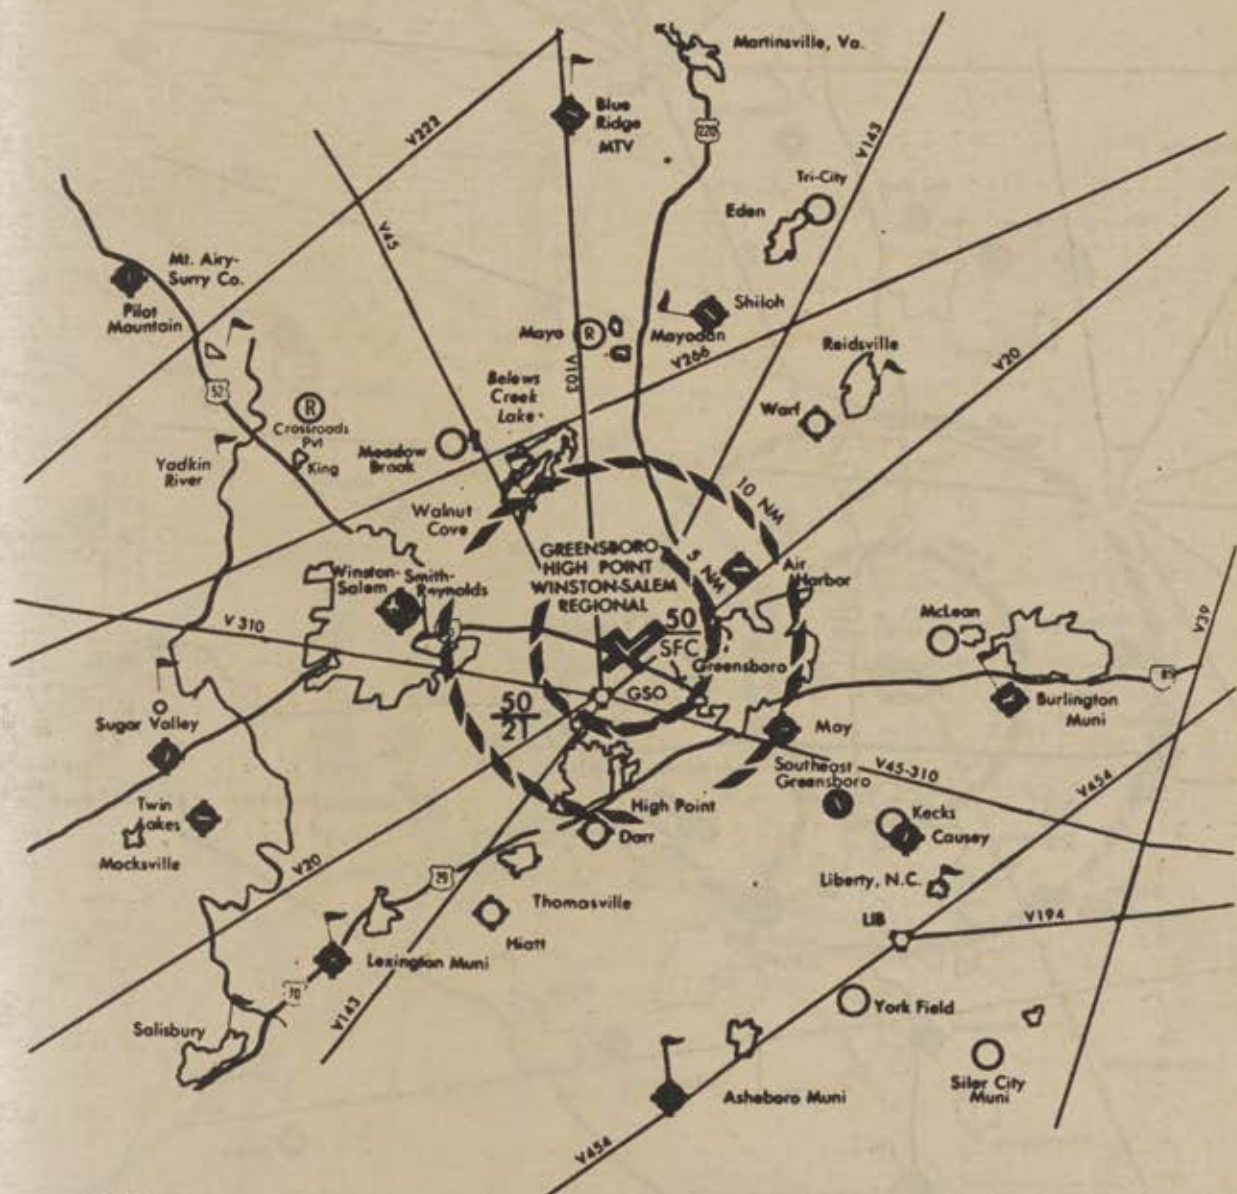 Martinsville, Va.
V222
Blue
Ridge
MTV
220
V143
V45
Tri-City
Eden
Mt. Airy-
Surry Co.
Pilot
Mountain
Shiloh
Mayo
R
Mayodan
V266
V103
Reidsville
V20
Belews
Creek
Lake
52
R
Crossroads
Pvt
King
Warf
Meadow
Brook
Yadkin
River
Walnut
Cove
10 NM
GREENSBORO
HIGH POINT
WINSTON-SALEM
REGIONAL
5 NM
Air
Harbor
Winston-
Salem
Smith-
Reynolds
50
SFC
McLean
V39
V 310
Greensboro
GSO
85
Burlington
Muni
50
21
Sugar Valley
May
Southeast
Greensboro
V45-310
V454
Twin
Lakes
High Point
Kecks
Causey
Darr
Mocksville
V20
29
Liberty, N.C.
Thomasville
Hiatt
LIB
V194
Lexington Muni
70
V143
York Field
Salisbury
Siler City
Muni
Asheboro Muni
V454